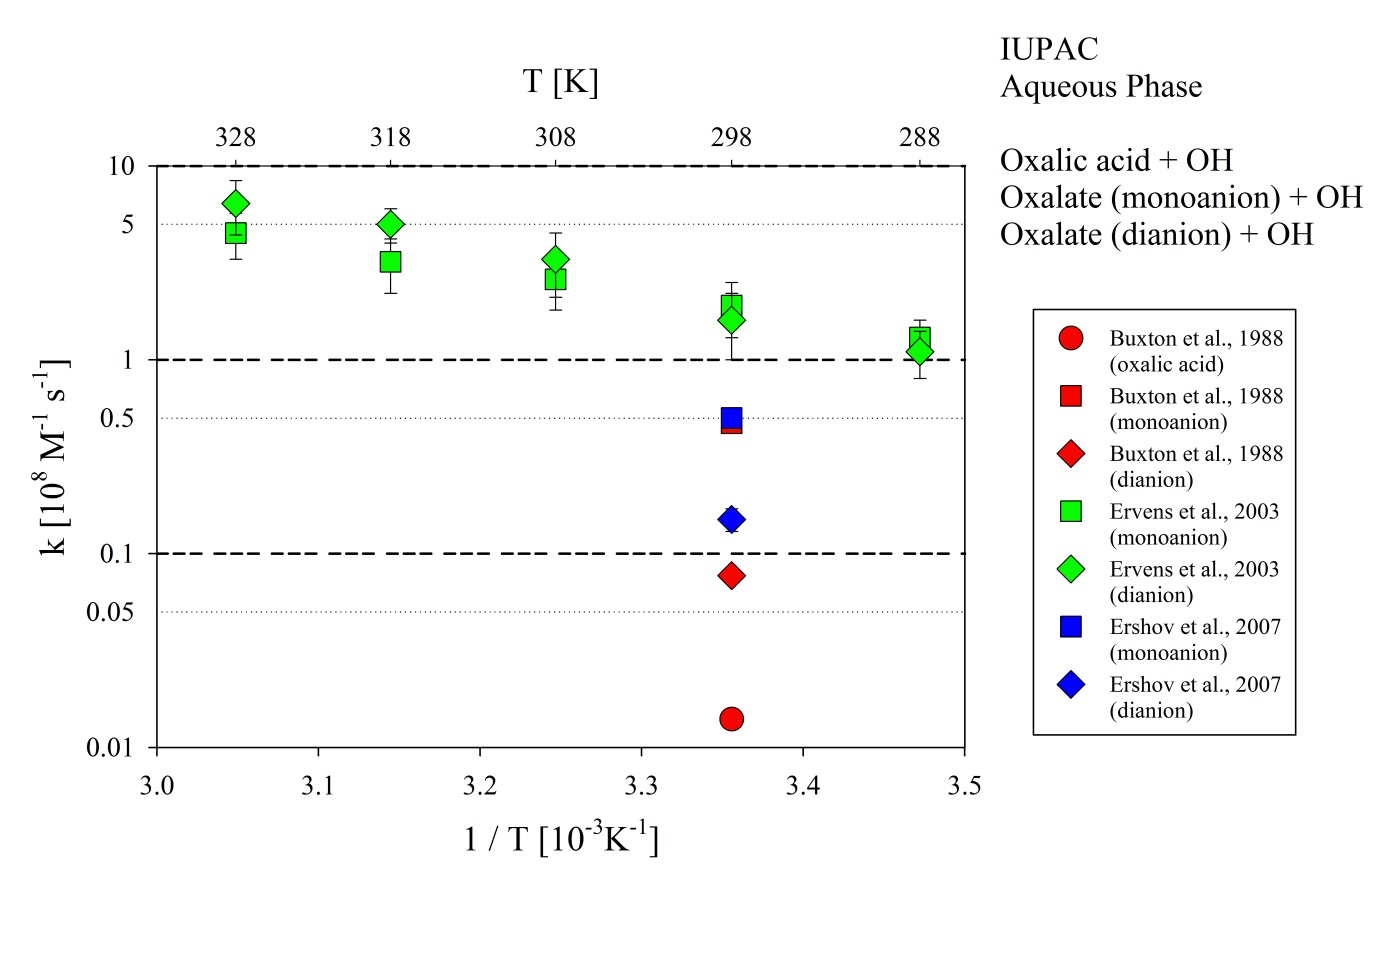 IUPAC
Aqueous Phase
Oxalic acid + OH
Oxalate (monoanion) + OH
Oxalate (dianion) + OH
T [K]
328 318 308 298 288
10
5
1
0.5
0.1
0.05
0.01
k [10⁸ M⁻¹ s⁻¹]
3.0 3.1 3.2 3.3 3.4 3.5
1 / T [10⁻³K⁻¹]
Buxton et al., 1988
(oxalic acid)
Buxton et al., 1988
(monoanion)
Buxton et al., 1988
(dianion)
Ervens et al., 2003
(monoanion)
Ervens et al., 2003
(dianion)
Ershov et al., 2007
(monoanion)
Ershov et al., 2007
(dianion)